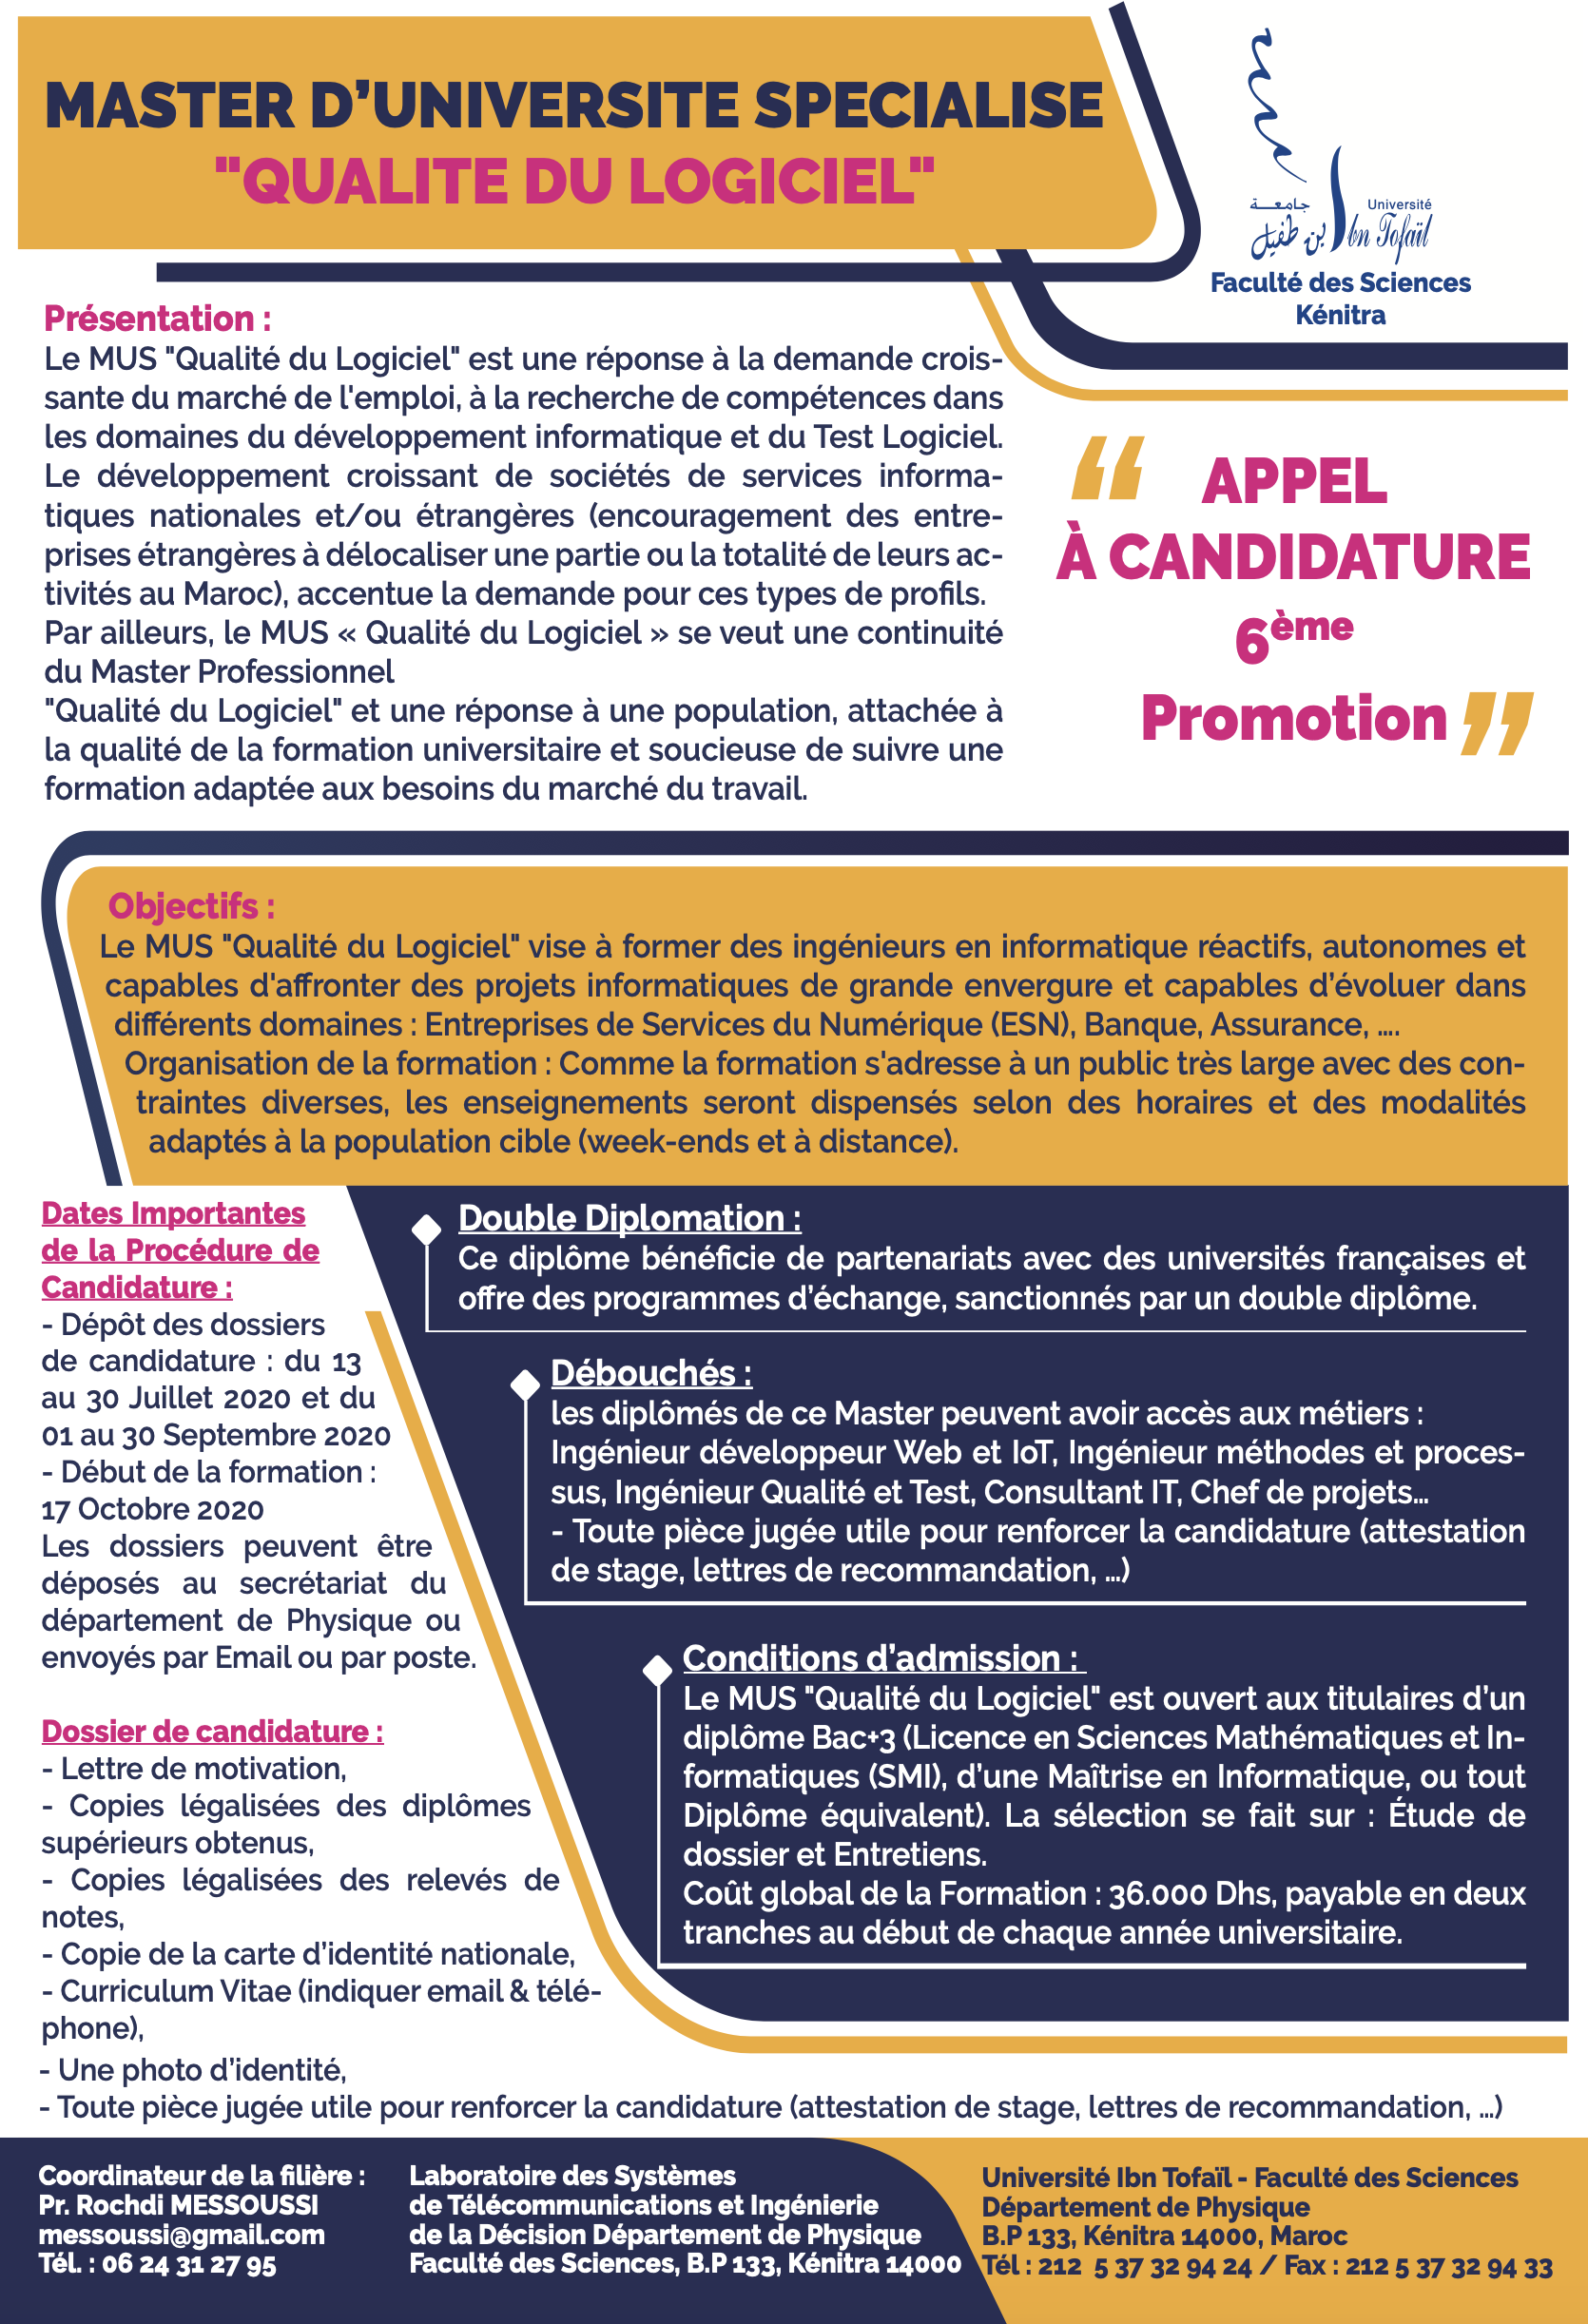 MASTER D’UNIVERSITE SPECIALISE
"QUALITE DU LOGICIEL"
جامعة
Université
بن طفيل
Ibn Tofaïl
Faculté des Sciences
Kénitra
Présentation :
Le MUS "Qualité du Logiciel" est une réponse à la demande crois-
sante du marché de l'emploi, à la recherche de compétences dans
les domaines du développement informatique et du Test Logiciel.
Le développement croissant de sociétés de services informa-
tiques nationales et/ou étrangères (encouragement des entre-
prises étrangères à délocaliser une partie ou la totalité de leurs ac-
tivités au Maroc), accentue la demande pour ces types de profils.
Par ailleurs, le MUS « Qualité du Logiciel » se veut une continuité
du Master Professionnel
"Qualité du Logiciel" et une réponse à une population, attachée à
la qualité de la formation universitaire et soucieuse de suivre une
formation adaptée aux besoins du marché du travail.
“ APPEL
À CANDIDATURE
6ème
Promotion ”
Objectifs :
Le MUS "Qualité du Logiciel" vise à former des ingénieurs en informatique réactifs, autonomes et
capables d'affronter des projets informatiques de grande envergure et capables d’évoluer dans
différents domaines : Entreprises de Services du Numérique (ESN), Banque, Assurance, ….
Organisation de la formation : Comme la formation s'adresse à un public très large avec des con-
traintes diverses, les enseignements seront dispensés selon des horaires et des modalités
adaptés à la population cible (week-ends et à distance).
Dates Importantes
de la Procédure de
Candidature :
- Dépôt des dossiers
de candidature : du 13
au 30 Juillet 2020 et du
01 au 30 Septembre 2020
- Début de la formation :
17 Octobre 2020
Les dossiers peuvent être
déposés au secrétariat du
département de Physique ou
envoyés par Email ou par poste.
Dossier de candidature :
- Lettre de motivation,
- Copies légalisées des diplômes
supérieurs obtenus,
- Copies légalisées des relevés de
notes,
- Copie de la carte d’identité nationale,
- Curriculum Vitae (indiquer email & télé-
phone),
- Une photo d’identité,
- Toute pièce jugée utile pour renforcer la candidature (attestation de stage, lettres de recommandation, …)
Double Diplomation :
Ce diplôme bénéficie de partenariats avec des universités françaises et
offre des programmes d’échange, sanctionnés par un double diplôme.
Débouchés :
les diplômés de ce Master peuvent avoir accès aux métiers :
Ingénieur développeur Web et IoT, Ingénieur méthodes et proces-
sus, Ingénieur Qualité et Test, Consultant IT, Chef de projets…
- Toute pièce jugée utile pour renforcer la candidature (attestation
de stage, lettres de recommandation, …)
Conditions d’admission :
Le MUS "Qualité du Logiciel" est ouvert aux titulaires d’un
diplôme Bac+3 (Licence en Sciences Mathématiques et In-
formatiques (SMI), d’une Maîtrise en Informatique, ou tout
Diplôme équivalent). La sélection se fait sur : Étude de
dossier et Entretiens.
Coût global de la Formation : 36.000 Dhs, payable en deux
tranches au début de chaque année universitaire.
Coordinateur de la filière :
Pr. Rochdi MESSOUSSI
messoussi@gmail.com
Tél. : 06 24 31 27 95
Laboratoire des Systèmes
de Télécommunications et Ingénierie
de la Décision Département de Physique
Faculté des Sciences, B.P 133, Kénitra 14000
Université Ibn Tofaïl - Faculté des Sciences
Département de Physique
B.P 133, Kénitra 14000, Maroc
Tél : 212 5 37 32 94 24 / Fax : 212 5 37 32 94 33